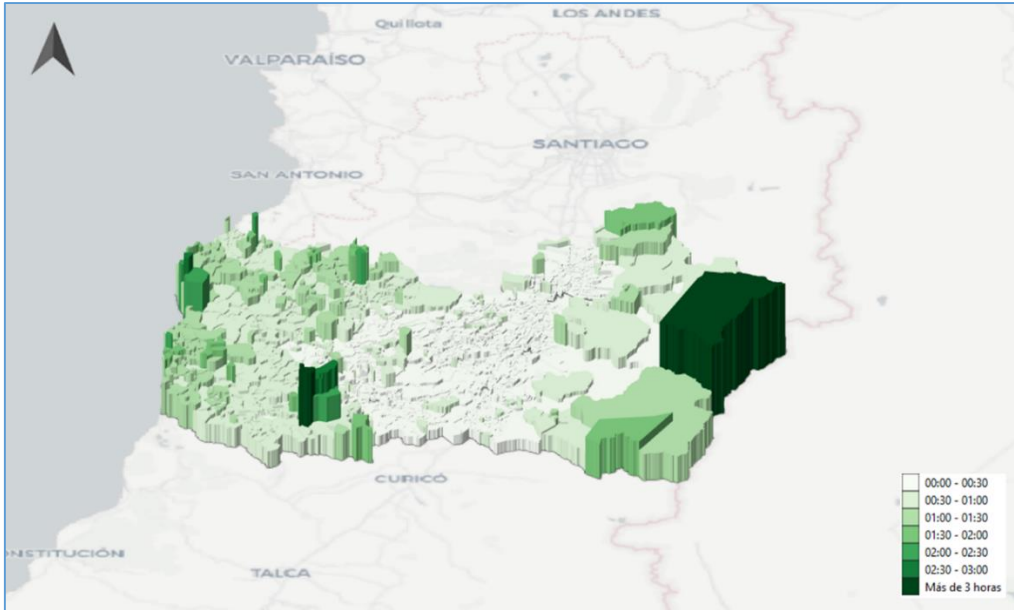 LOS ANDES
Quillota
VALPARAÍSO
SANTIAGO
SAN ANTONIO
CURICÓ
NSTITUCIÓN
TALCA
00:00 - 00:30
00:30 - 01:00
01:00 - 01:30
01:30 - 02:00
02:00 - 02:30
02:30 - 03:00
Más de 3 horas